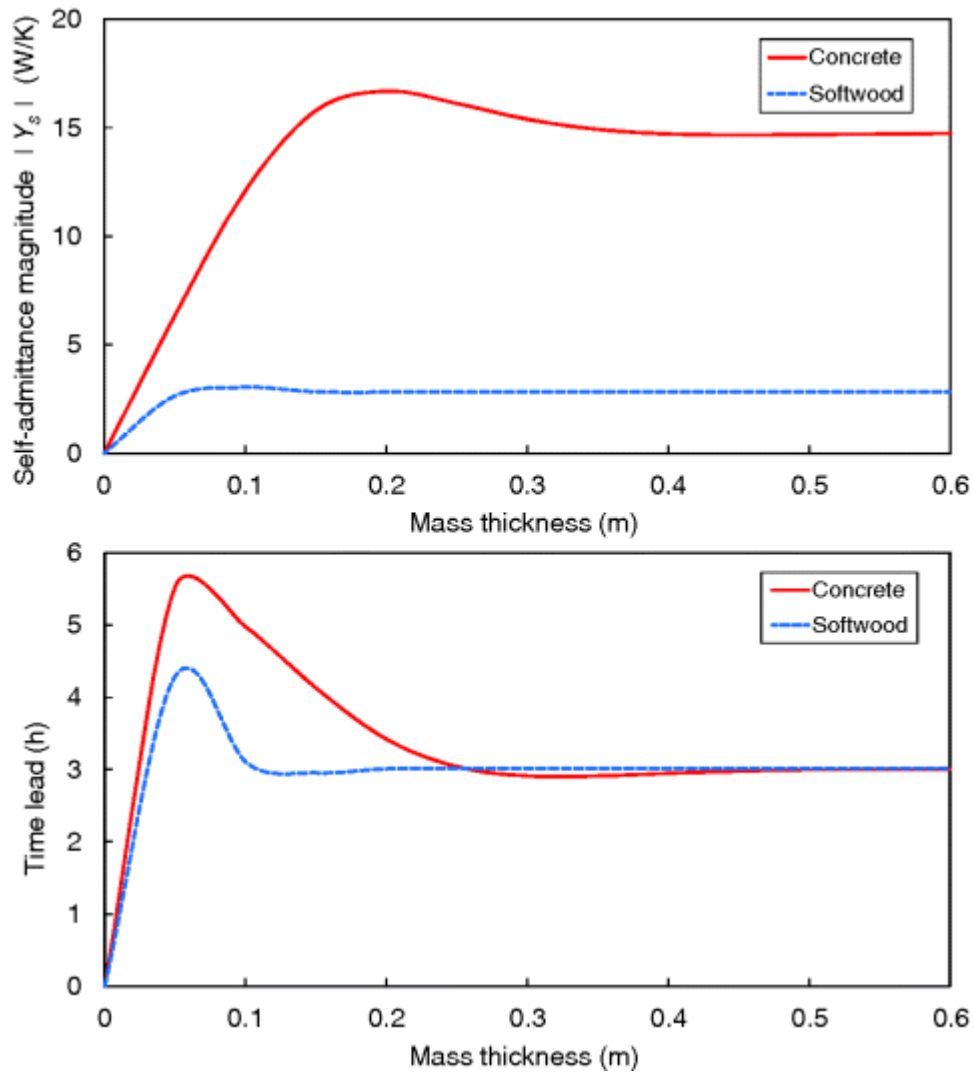 20
15
10
5
0
Self-admittance magnitude | Yₛ | (W/K)
Concrete
Softwood
0 0.1 0.2 0.3 0.4 0.5 0.6
Mass thickness (m)
6
5
4
3
2
1
0
Time lead (h)
Concrete
Softwood
0 0.1 0.2 0.3 0.4 0.5 0.6
Mass thickness (m)